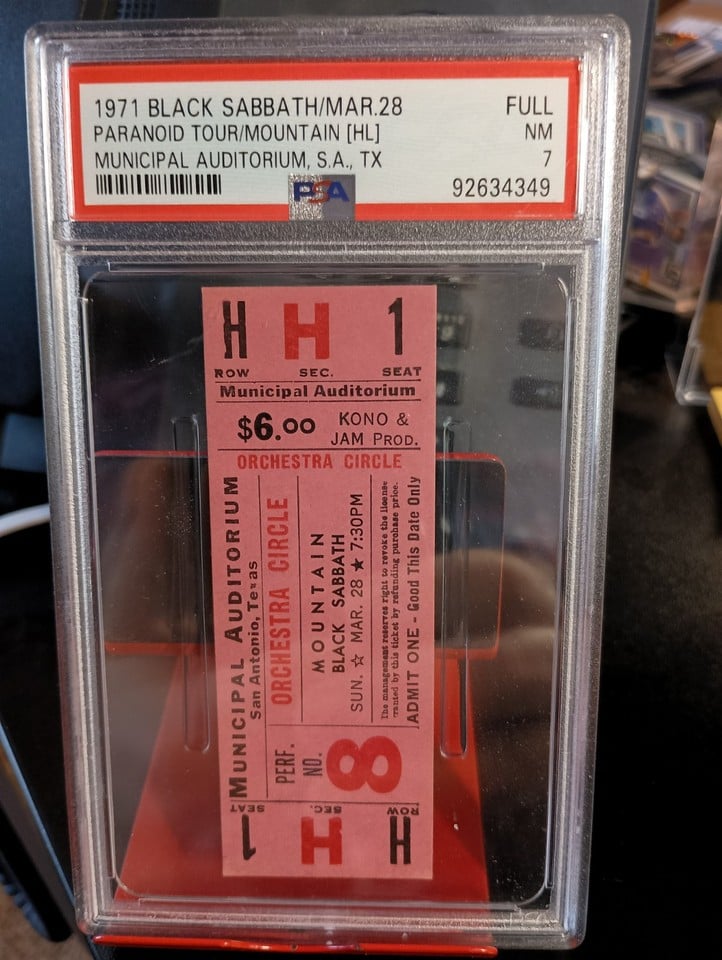 1971 BLACK SABBATH/MAR.28 FULL
PARANOID TOUR/MOUNTAIN [HL] NM
MUNICIPAL AUDITORIUM, S.A., TX 7
PSA 92634349
H H 1
ROW SEC. SEAT
Municipal Auditorium
$6.00 KONO &
JAM PROD.
ORCHESTRA CIRCLE
MUNICIPAL AUDITORIUM
San Antonio, Texas
ORCHESTRA CIRCLE
MOUNTAIN
BLACK SABBATH
SUN. ☆ MAR. 28 ★ 7:30PM
The management reserves right to revoke the license
granted by this ticket by refunding purchase price.
ADMIT ONE - Good This Date Only
PERF.
NO.
8
ROW SEC. SEAT
H H 1